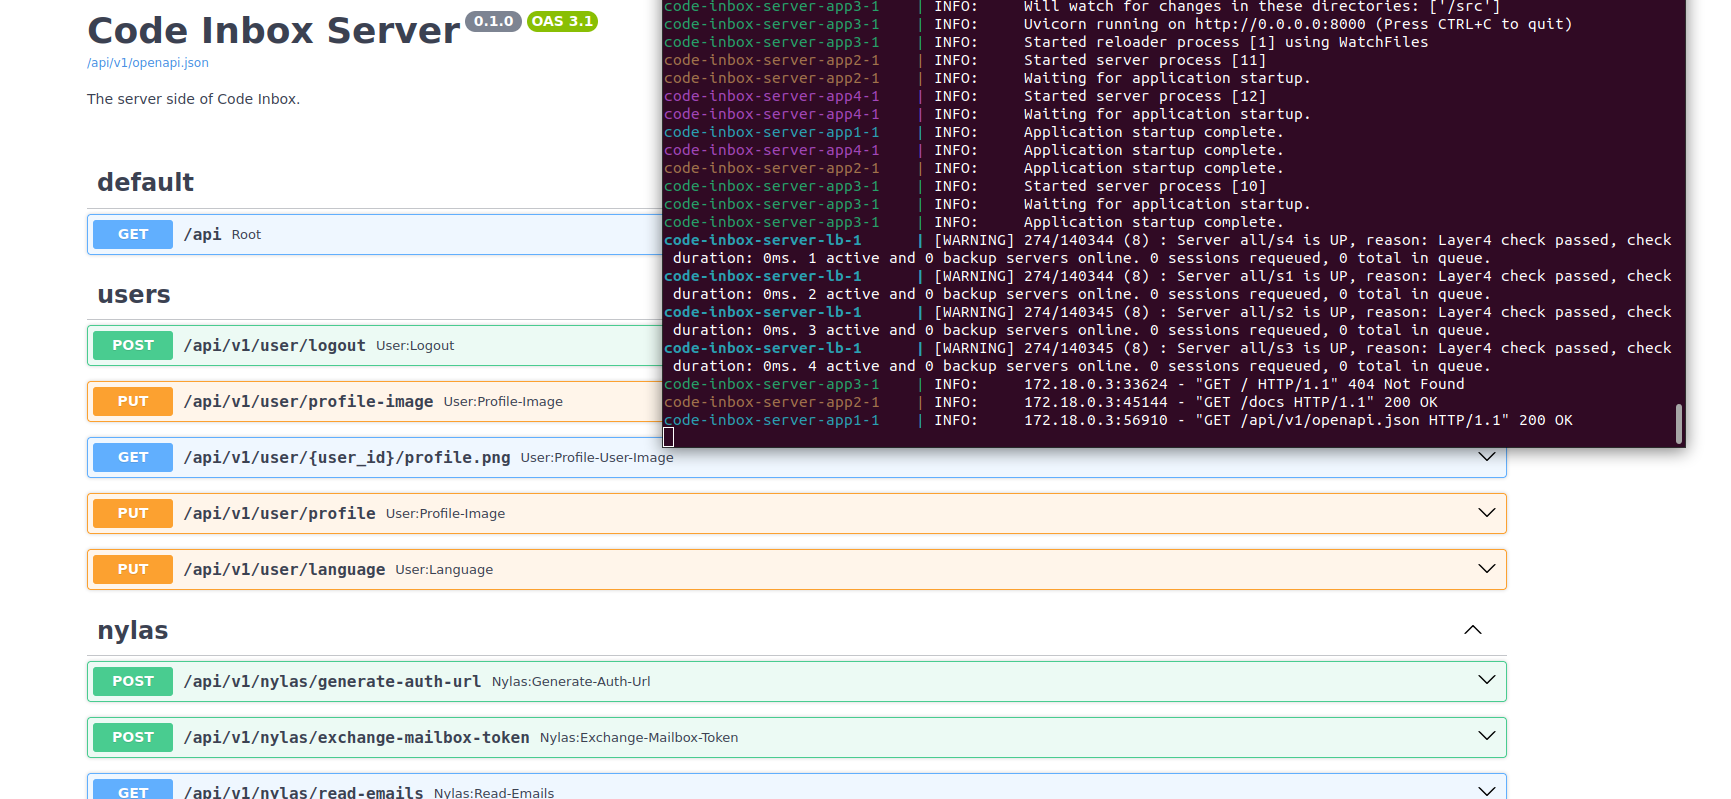 Code Inbox Server 0.1.0 OAS 3.1
/api/v1/openapi.json
The server side of Code Inbox.
default
GET /api Root
users
POST /api/v1/user/logout User:Logout
PUT /api/v1/user/profile-image User:Profile-Image
GET /api/v1/user/{user_id}/profile.png User:Profile-User-Image
PUT /api/v1/user/profile User:Profile-Image
PUT /api/v1/user/language User:Language
nylas
POST /api/v1/nylas/generate-auth-url Nylas:Generate-Auth-Url
POST /api/v1/nylas/exchange-mailbox-token Nylas:Exchange-Mailbox-Token
GET /api/v1/nylas/read-emails Nylas:Read-Emails
code-inbox-server-app3-1 | INFO: Will watch for changes in these directories: ['/src']
code-inbox-server-app3-1 | INFO: Uvicorn running on http://0.0.0.0:8000 (Press CTRL+C to quit)
code-inbox-server-app3-1 | INFO: Started reloader process [1] using WatchFiles
code-inbox-server-app2-1 | INFO: Started server process [11]
code-inbox-server-app2-1 | INFO: Waiting for application startup.
code-inbox-server-app4-1 | INFO: Started server process [12]
code-inbox-server-app4-1 | INFO: Waiting for application startup.
code-inbox-server-app1-1 | INFO: Application startup complete.
code-inbox-server-app4-1 | INFO: Application startup complete.
code-inbox-server-app2-1 | INFO: Application startup complete.
code-inbox-server-app3-1 | INFO: Started server process [10]
code-inbox-server-app3-1 | INFO: Waiting for application startup.
code-inbox-server-app3-1 | INFO: Application startup complete.
code-inbox-server-lb-1 | [WARNING] 274/140344 (8) : Server all/s4 is UP, reason: Layer4 check passed, check
duration: 0ms. 1 active and 0 backup servers online. 0 sessions requeued, 0 total in queue.
code-inbox-server-lb-1 | [WARNING] 274/140344 (8) : Server all/s1 is UP, reason: Layer4 check passed, check
duration: 0ms. 2 active and 0 backup servers online. 0 sessions requeued, 0 total in queue.
code-inbox-server-lb-1 | [WARNING] 274/140345 (8) : Server all/s2 is UP, reason: Layer4 check passed, check
duration: 0ms. 3 active and 0 backup servers online. 0 sessions requeued, 0 total in queue.
code-inbox-server-lb-1 | [WARNING] 274/140345 (8) : Server all/s3 is UP, reason: Layer4 check passed, check
duration: 0ms. 4 active and 0 backup servers online. 0 sessions requeued, 0 total in queue.
code-inbox-server-app3-1 | INFO: 172.18.0.3:33624 - "GET / HTTP/1.1" 404 Not Found
code-inbox-server-app2-1 | INFO: 172.18.0.3:45144 - "GET /docs HTTP/1.1" 200 OK
code-inbox-server-app1-1 | INFO: 172.18.0.3:56910 - "GET /api/v1/openapi.json HTTP/1.1" 200 OK